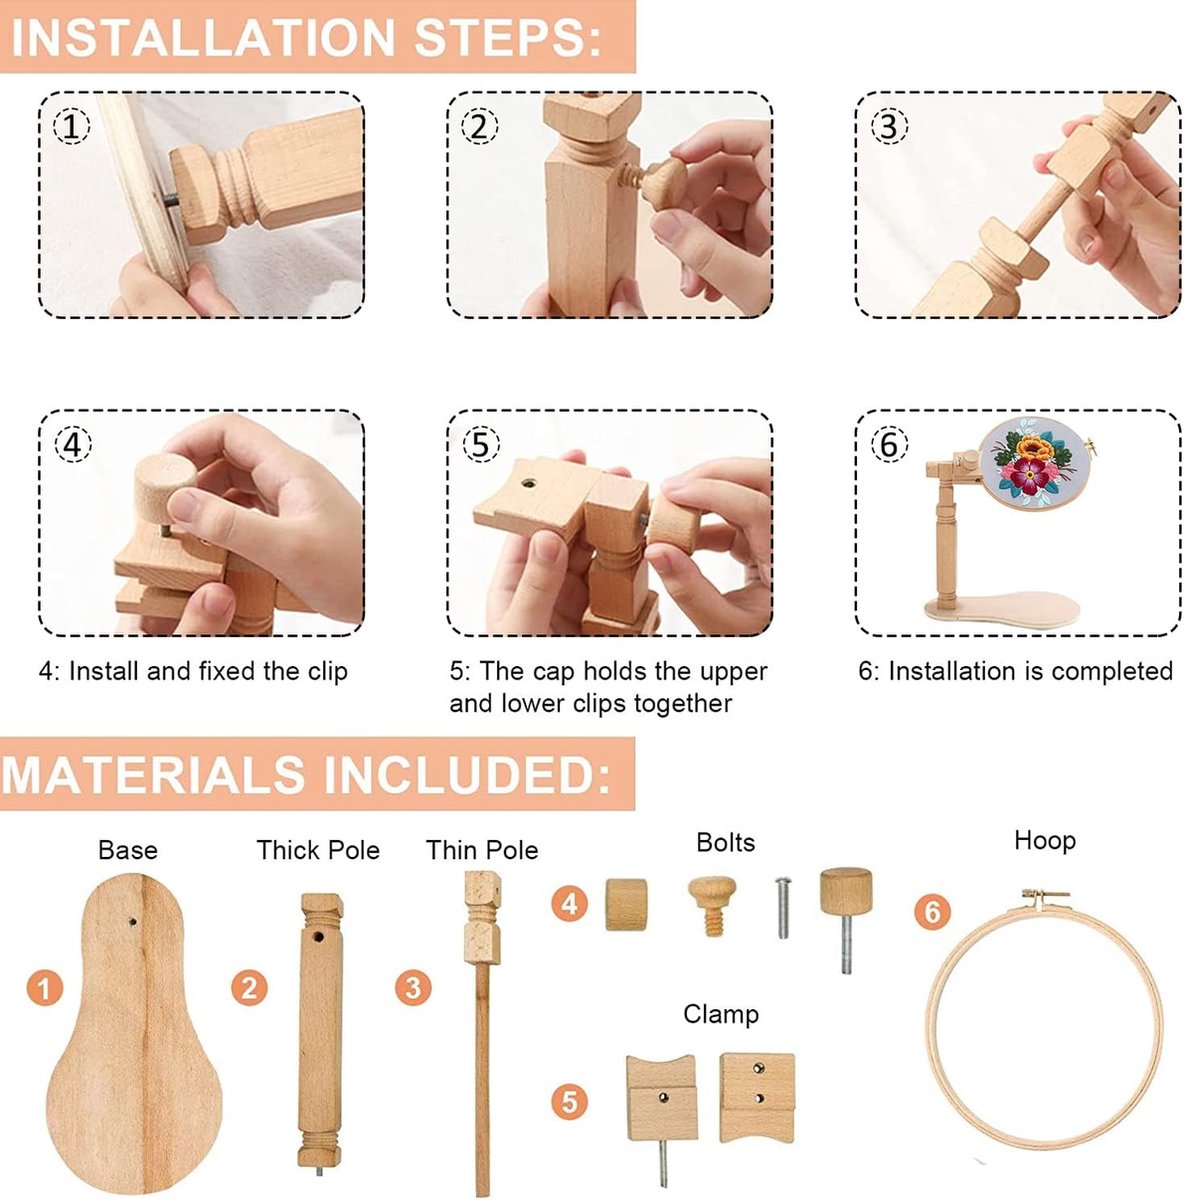 INSTALLATION STEPS:
1
2
3
4
5
6
4: Install and fixed the clip
5: The cap holds the upper
and lower clips together
6: Installation is completed
MATERIALS INCLUDED:
Base
Thick Pole
Thin Pole
Bolts
Hoop
1
2
3
4
6
Clamp
5